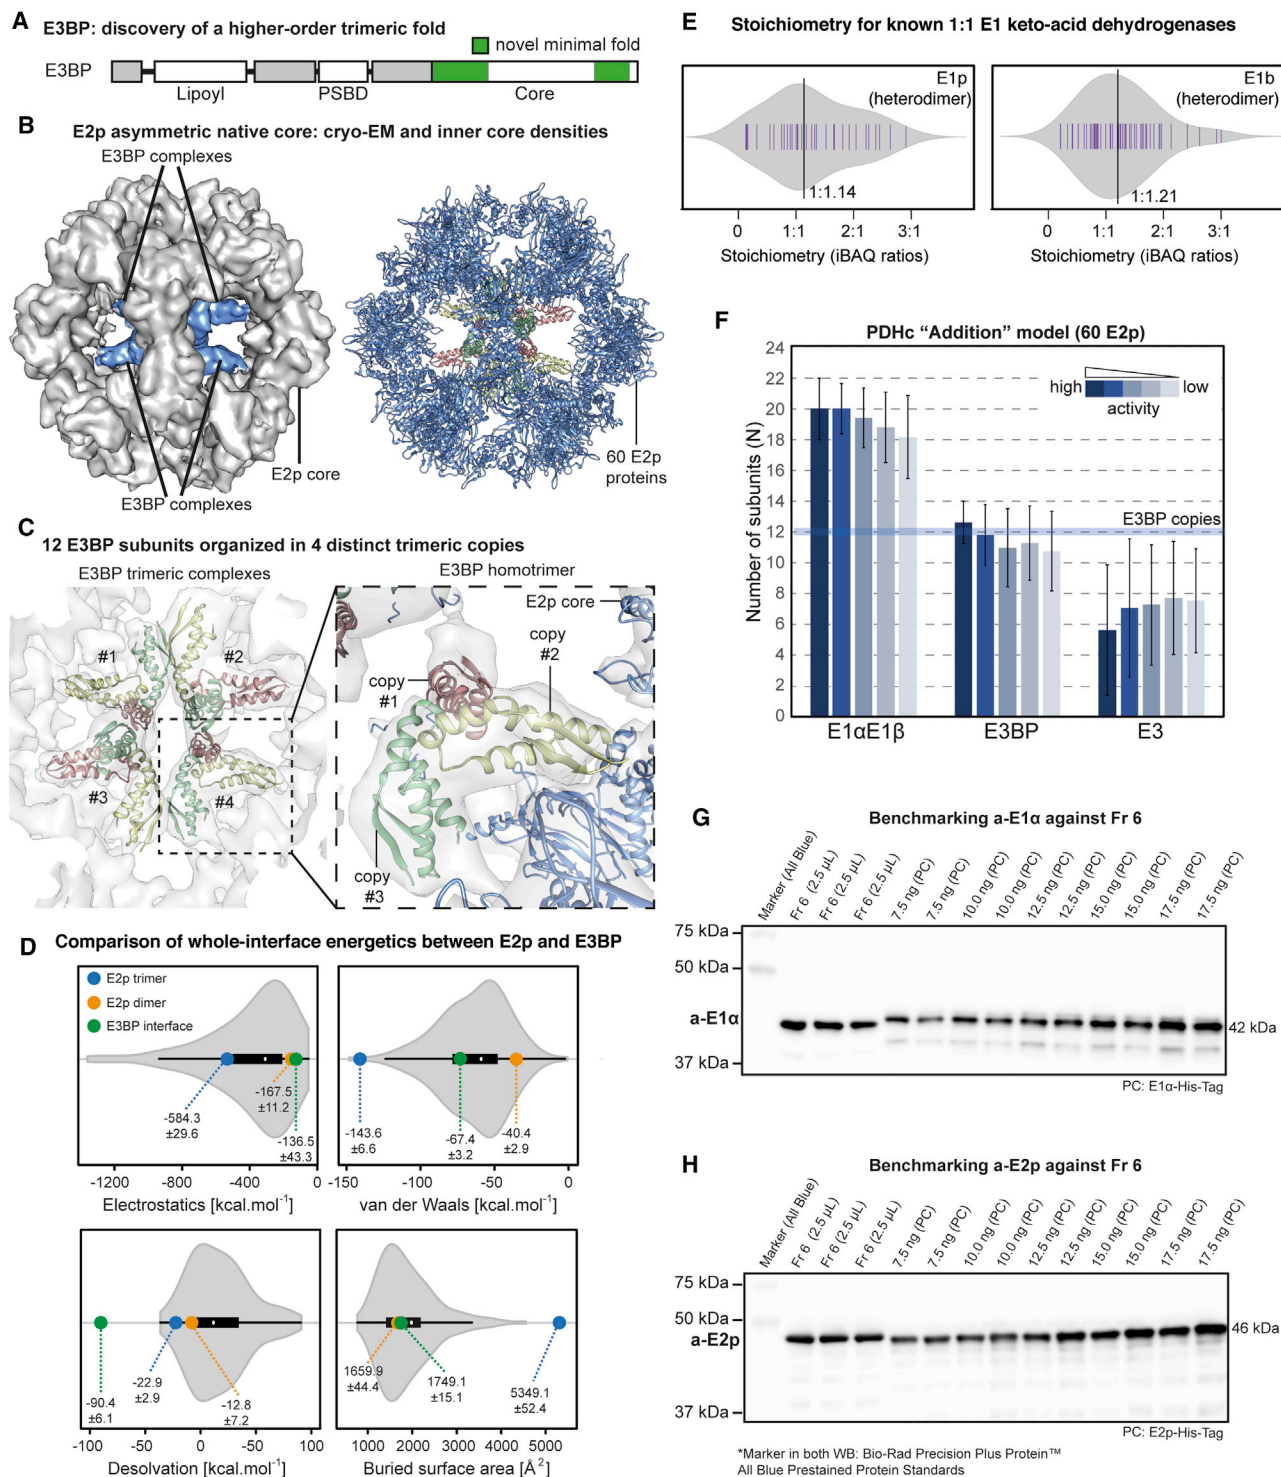 A
E3BP: discovery of a higher-order trimeric fold
novel minimal fold
E3BP
Lipoyl
PSBD
Core
B
E2p asymmetric native core: cryo-EM and inner core densities
E3BP complexes
E2p core
E3BP complexes
60 E2p
proteins
C
12 E3BP subunits organized in 4 distinct trimeric copies
E3BP trimeric complexes
#1
#2
#3
#4
E3BP homotrimer
E2p core
copy
#2
copy
#1
copy
#3
D
Comparison of whole-interface energetics between E2p and E3BP
E2p trimer
E2p dimer
E3BP interface
-584.3
±29.6
-167.5
±11.2
-136.5
±43.3
-1200
-800
-400
0
Electrostatics [kcal.mol⁻¹]
-143.6
±6.6
-67.4
±3.2
-40.4
±2.9
-150
-100
-50
0
van der Waals [kcal.mol⁻¹]
-90.4
±6.1
-22.9
±2.9
-12.8
±7.2
-100
-50
0
50
100
Desolvation [kcal.mol⁻¹]
1659.9
±44.4
1749.1
±15.1
5349.1
±52.4
1000
2000
3000
4000
5000
Buried surface area [Å²]
E
Stoichiometry for known 1:1 E1 keto-acid dehydrogenases
E1p
(heterodimer)
1:1.14
0
1:1
2:1
3:1
Stoichiometry (iBAQ ratios)
E1b
(heterodimer)
1:1.21
0
1:1
2:1
3:1
Stoichiometry (iBAQ ratios)
F
PDHc “Addition” model (60 E2p)
high
low
activity
E3BP copies
Number of subunits (N)
24
22
20
18
16
14
12
10
8
6
4
2
0
E1αE1β
E3BP
E3
G
Benchmarking a-E1α against Fr 6
Marker (All Blue)
Fr 6 (2.5 µL)
Fr 6 (2.5 µL)
Fr 6 (2.5 µL)
7.5 ng (PC)
7.5 ng (PC)
10.0 ng (PC)
10.0 ng (PC)
12.5 ng (PC)
12.5 ng (PC)
15.0 ng (PC)
15.0 ng (PC)
17.5 ng (PC)
17.5 ng (PC)
75 kDa
50 kDa
a-E1α
37 kDa
42 kDa
PC: E1α-His-Tag
H
Benchmarking a-E2p against Fr 6
Marker (All Blue)
Fr 6 (2.5 µL)
Fr 6 (2.5 µL)
Fr 6 (2.5 µL)
7.5 ng (PC)
7.5 ng (PC)
10.0 ng (PC)
10.0 ng (PC)
12.5 ng (PC)
12.5 ng (PC)
15.0 ng (PC)
15.0 ng (PC)
17.5 ng (PC)
17.5 ng (PC)
75 kDa
50 kDa
a-E2p
37 kDa
46 kDa
PC: E2p-His-Tag
*Marker in both WB: Bio-Rad Precision Plus Protein™
All Blue Prestained Protein Standards